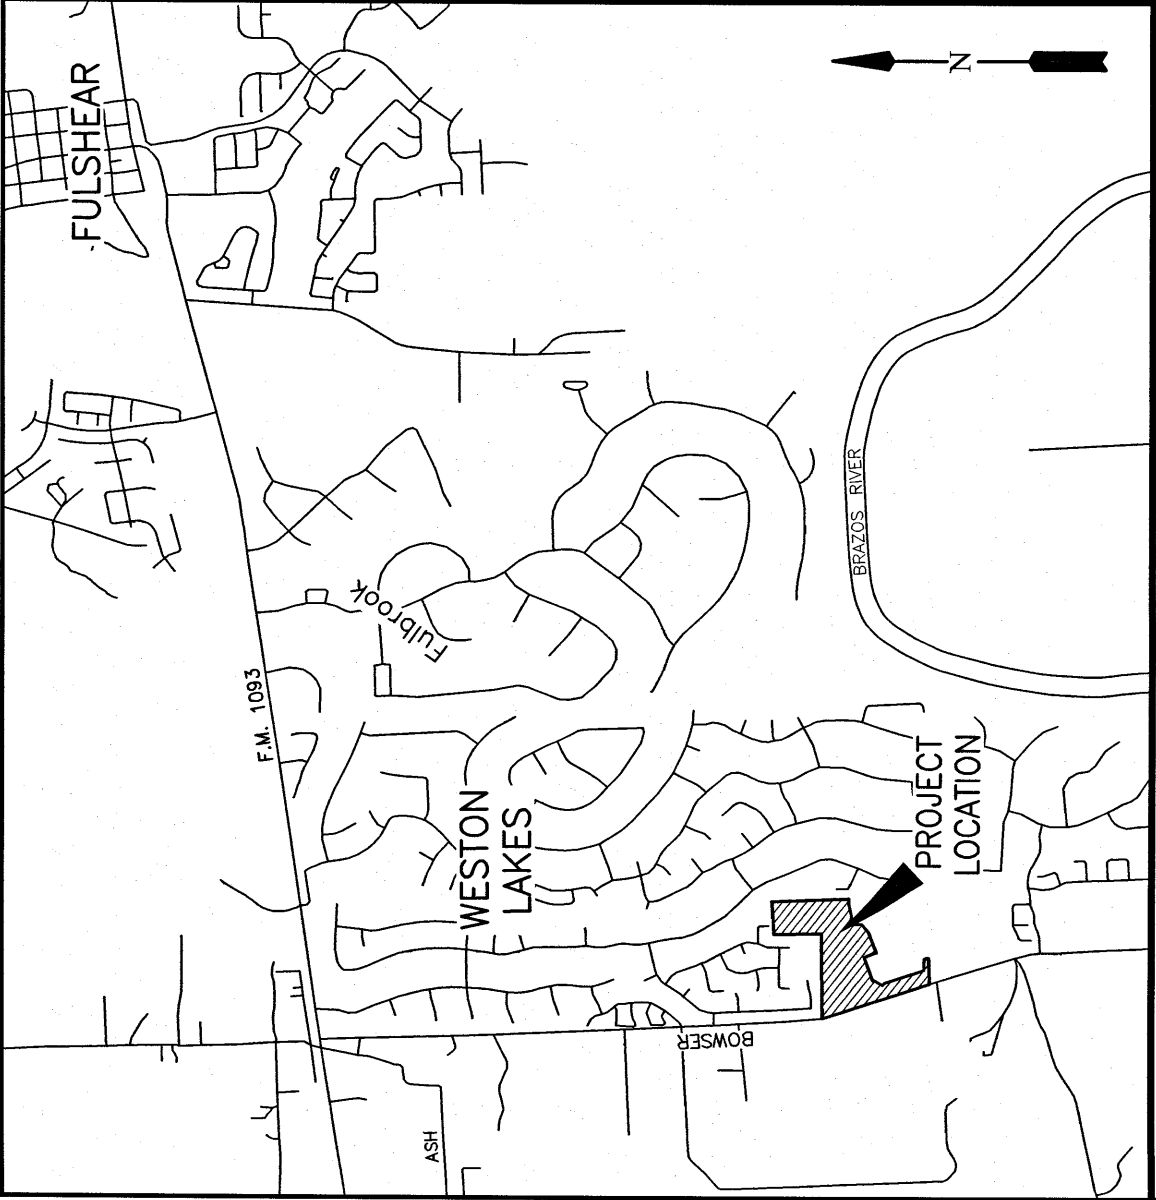 FULSHEAR
N
F.M. 1093
Fulbrook
BRAZOS RIVER
WESTON
LAKES
PROJECT
LOCATION
BOWSER
ASH